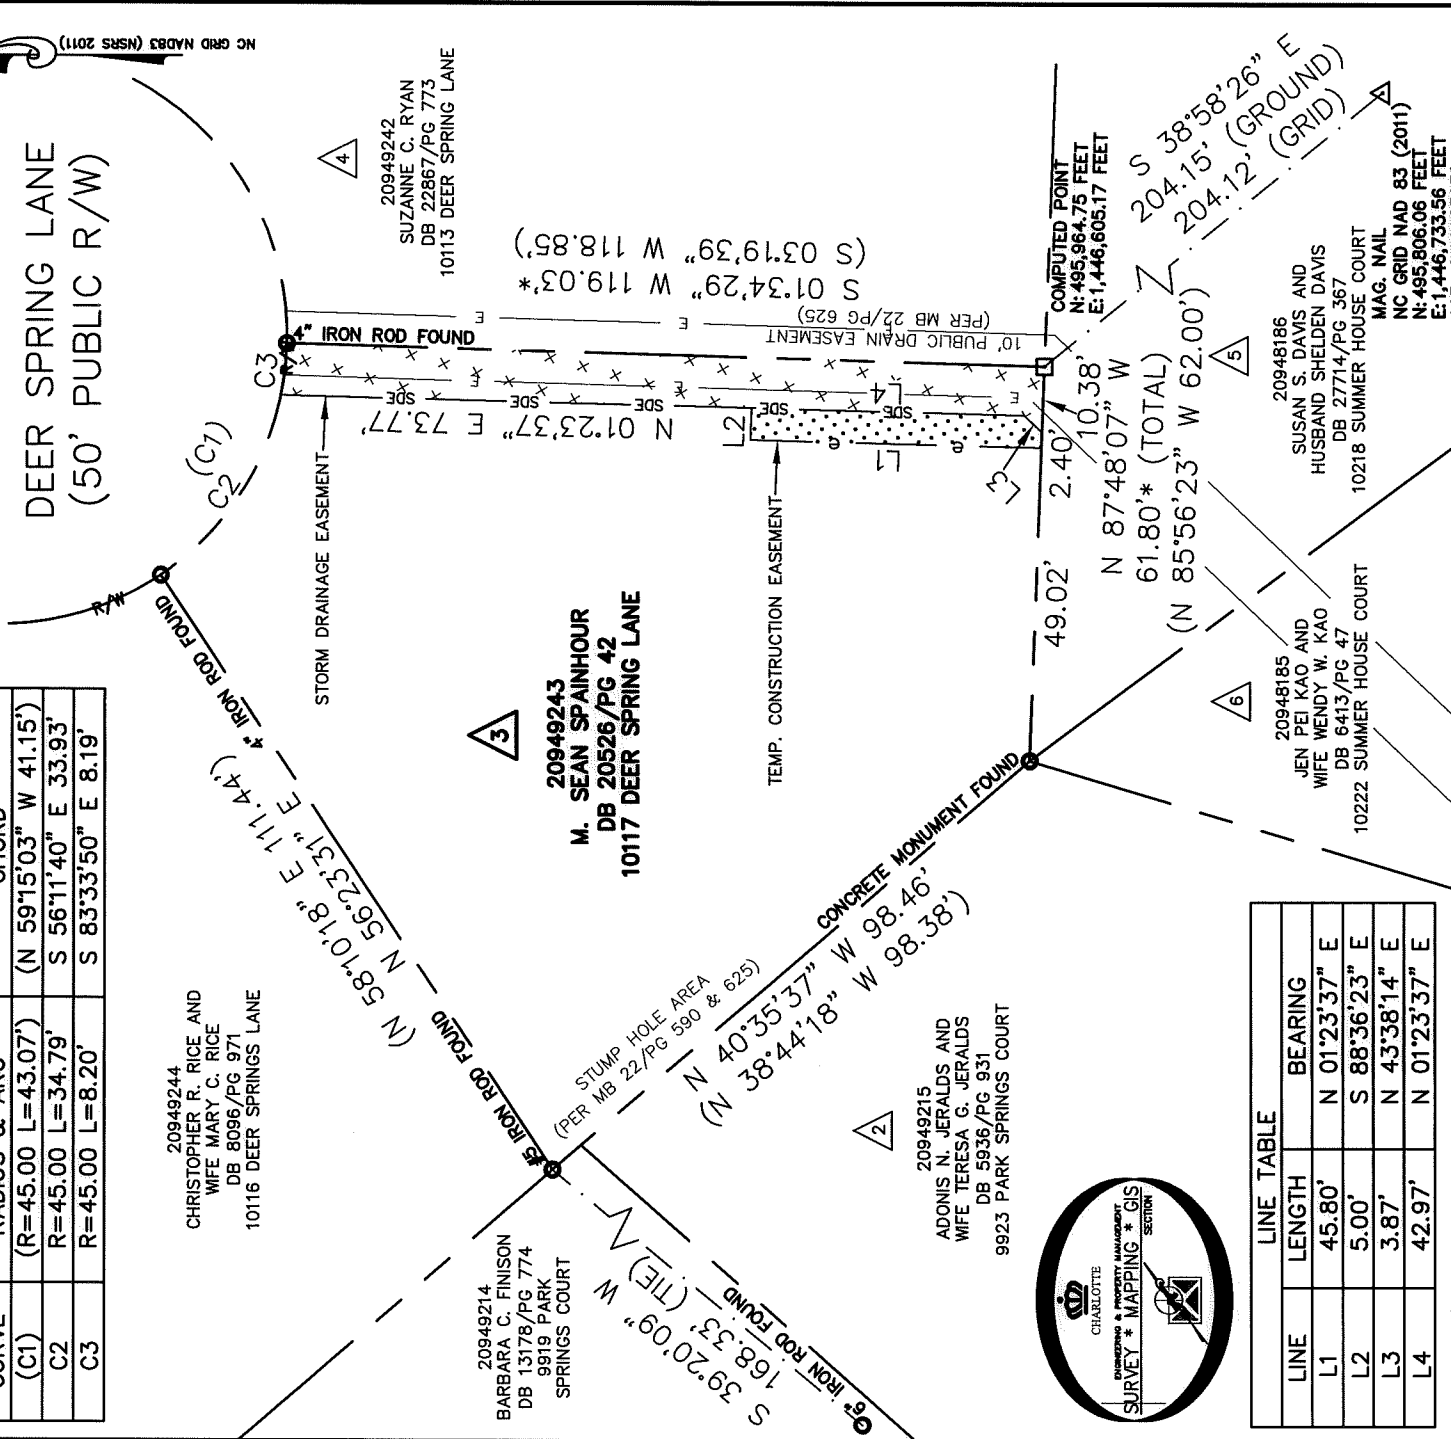 NC GRID NAD83 (NSRS 2011)
DEER SPRING LANE
(50' PUBLIC R/W)
4
20949242
SUZANNE C. RYAN
DB 22867/PG 773
10113 DEER SPRING LANE
CHORD
(C1) (R=45.00 L=43.07') (N 59°15'03" W 41.15')
C2 R=45.00 L=34.79' S 56°11'40" E 33.93'
C3 R=45.00 L=8.20' S 83°33'50" E 8.19'
R/W
(C1)
C2
C3
4" IRON ROD FOUND
4" IRON ROD FOUND
S 01°34'29" W 119.03'*
(S 03°19'39" W 118.85')
10' PUBLIC DRAIN EASEMENT
(PER MB 22/PG 625)
E
E
E
E
E
E
SDE
SDE
SDE
SDE
SDE
N 01°23'37" E 73.77'
L4
L2
L1
L3
e
e
STORM DRAINAGE EASEMENT
TEMP. CONSTRUCTION EASEMENT
COMPUTED POINT
N:495,964.75 FEET
E:1,446,605.17 FEET
S 38°58'26" E
204.15' (GROUND)
204.12' (GRID)
MAG. NAIL
NC GRID NAD 83 (2011)
N:495,806.06 FEET
E:1,446,733.56 FEET
5
20948186
SUSAN S. DAVIS AND
HUSBAND SHELDEN DAVIS
DB 27714/PG 367
10218 SUMMER HOUSE COURT
49.02'
2.40'
10.38'
N 87°48'07" W
61.80'* (TOTAL)
(N 85°56'23" W 62.00')
6
20948185
JEN PEI KAO AND
WIFE WENDY W. KAO
DB 6413/PG 47
10222 SUMMER HOUSE COURT
3
20949243
M. SEAN SPAINHOUR
DB 20526/PG 42
10117 DEER SPRING LANE
(N 58°10'18" E 111.44')
N 56°23'31" E
#5 IRON ROD FOUND
20949244
CHRISTOPHER R. RICE AND
WIFE MARY C. RICE
DB 8096/PG 971
10116 DEER SPRINGS LANE
CONCRETE MONUMENT FOUND
STUMP HOLE AREA
(PER MB 22/PG 590 & 625)
N 40°35'37" W 98.46'
(N 38°44'18" W 98.38')
2
20949215
ADONIS N. JERALDS AND
WIFE TERESA G. JERALDS
DB 5936/PG 931
9923 PARK SPRINGS COURT
20949214
BARBARA C. FINISON
DB 13178/PG 774
9919 PARK
SPRINGS COURT
S 39°20'09" W
168.33' (TIE)
IRON ROD FOUND
CHARLOTTE
ENGINEERING & PROPERTY MANAGEMENT
SURVEY * MAPPING * GIS
SECTION
LINE TABLE
LINE LENGTH BEARING
L1 45.80' N 01°23'37" E
L2 5.00' S 88°36'23" E
L3 3.87' N 43°38'14" E
L4 42.97' N 01°23'37" E